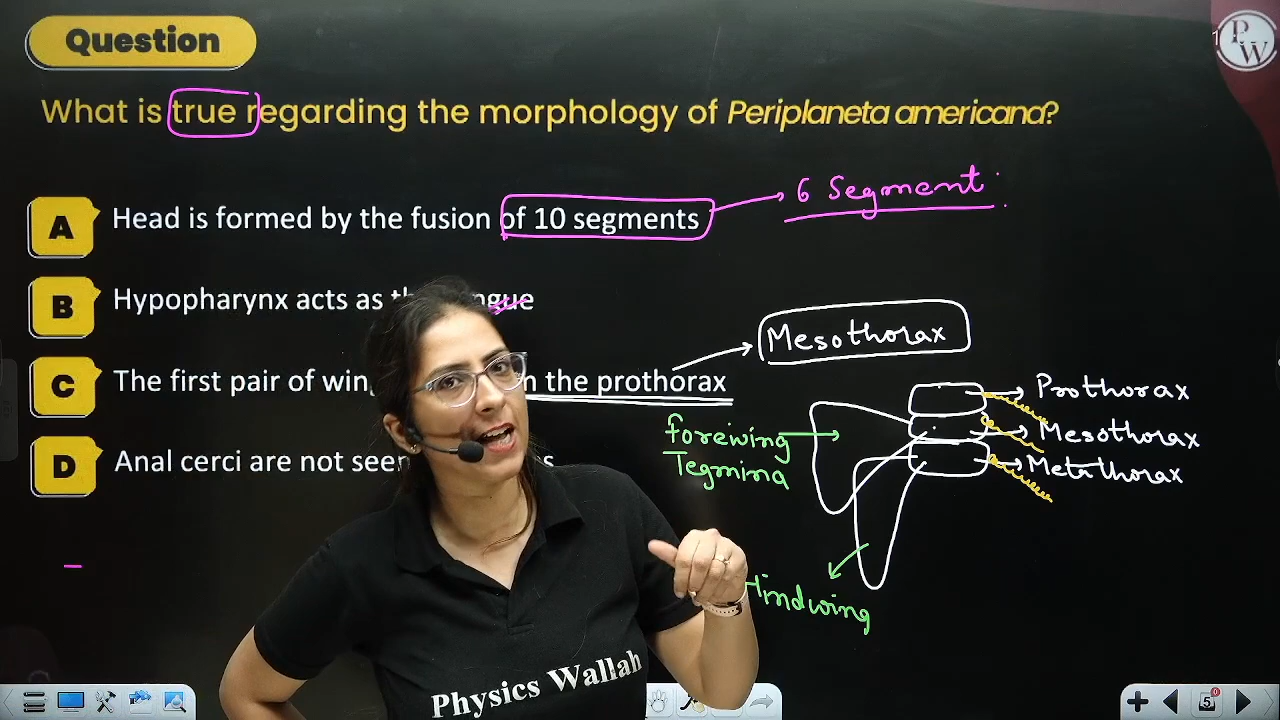 Question
PW
What is true regarding the morphology of Periplaneta americana?
A Head is formed by the fusion of 10 segments
6 Segment
B Hypopharynx acts as
Mesothorax
C The first pair of the prothorax
Prothorax
forewing
Mesothorax
Tegmina
Metathorax
D Anal cerci are not
Hindwing
Physics Wallah
5